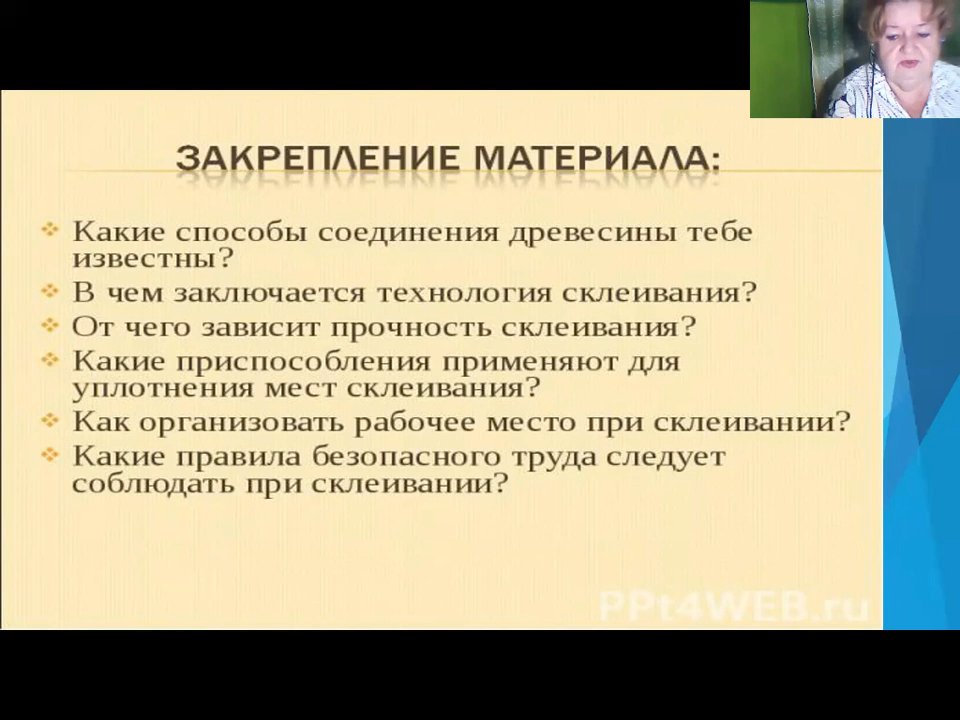 ЗАКРЕПЛЕНИЕ МАТЕРИАЛА:
Какие способы соединения древесины тебе
известны?
В чем заключается технология склеивания?
От чего зависит прочность склеивания?
Какие приспособления применяют для
уплотнения мест склеивания?
Как организовать рабочее место при склеивании?
Какие правила безопасного труда следует
соблюдать при склеивании?
PPt4WEB.ru